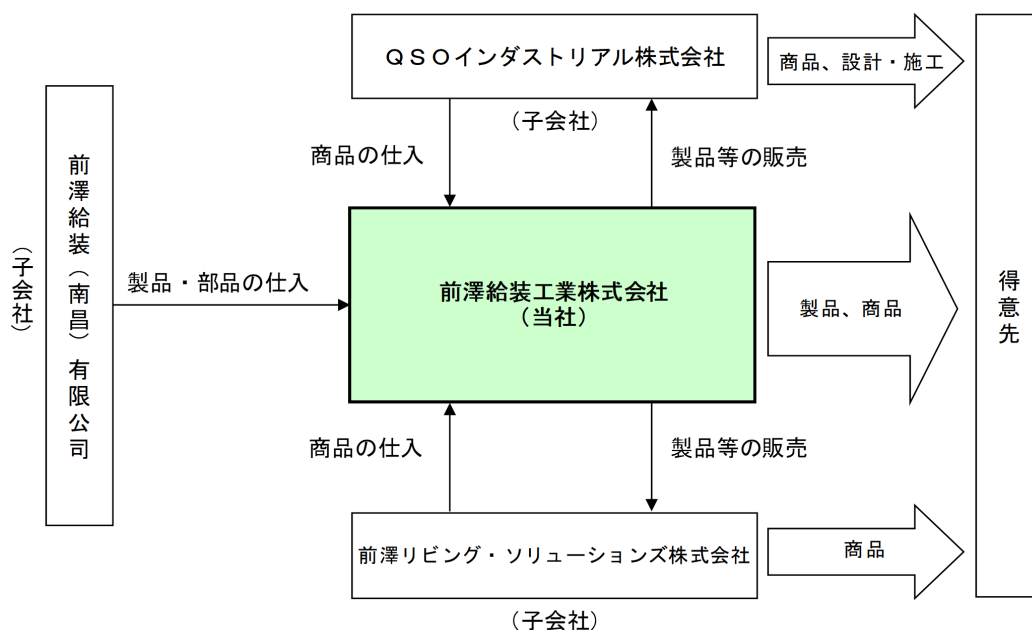 ＱＳＯインダストリアル株式会社
（子会社）
商品、設計・施工
商品の仕入
製品等の販売
前澤給装（南昌）有限公司
（子会社）
製品・部品の仕入
前澤給装工業株式会社
（当社）
製品、商品
得意先
商品の仕入
製品等の販売
前澤リビング・ソリューションズ株式会社
（子会社）
商品